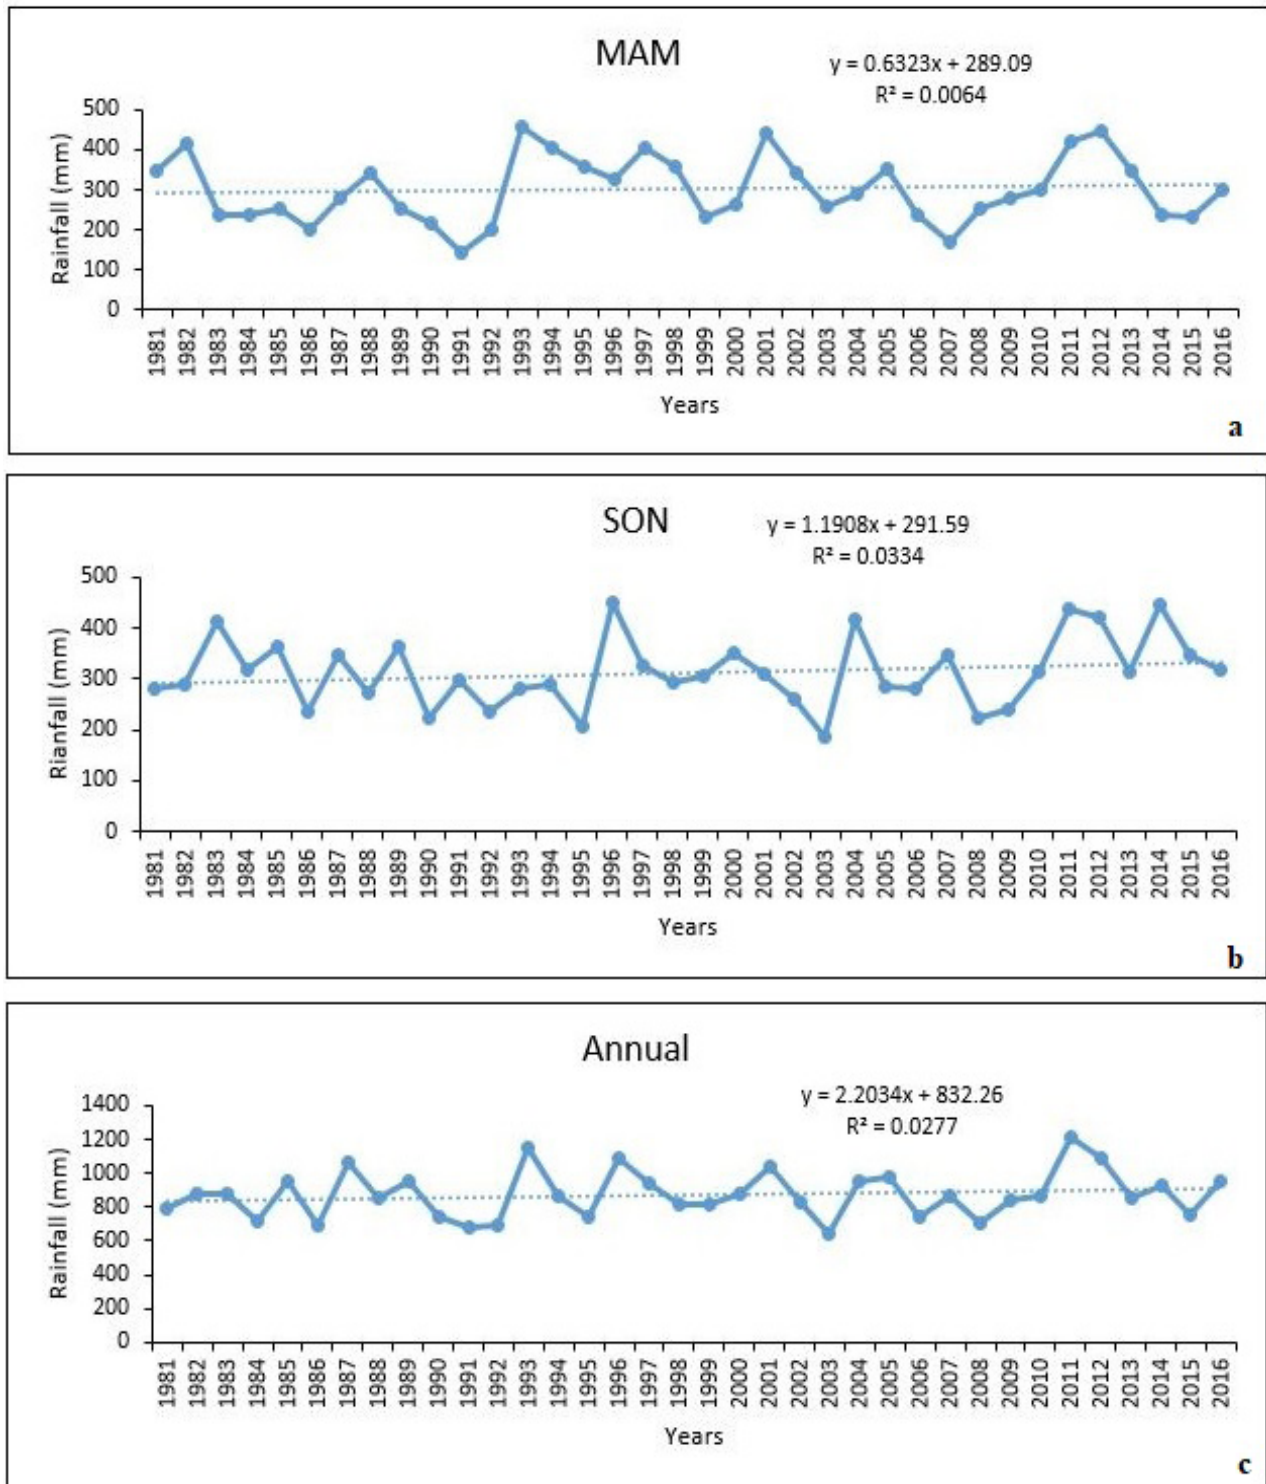 MAM
y = 0.6323x + 289.09
R² = 0.0064
500
400
300
200
100
0
Rainfall (mm)
1981 1982 1983 1984 1985 1986 1987 1988 1989 1990 1991 1992 1993 1994 1995 1996 1997 1998 1999 2000 2001 2002 2003 2004 2005 2006 2007 2008 2009 2010 2011 2012 2013 2014 2015 2016
Years
a
SON
y = 1.1908x + 291.59
R² = 0.0334
500
400
300
200
100
0
Rianfall (mm)
1981 1982 1983 1984 1985 1986 1987 1988 1989 1990 1991 1992 1993 1994 1995 1996 1997 1998 1999 2000 2001 2002 2003 2004 2005 2006 2007 2008 2009 2010 2011 2012 2013 2014 2015 2016
Years
b
Annual
y = 2.2034x + 832.26
R² = 0.0277
1400
1200
1000
800
600
400
200
0
Rainfall (mm)
1981 1982 1983 1984 1985 1986 1987 1988 1989 1990 1991 1992 1993 1994 1995 1996 1997 1998 1999 2000 2001 2002 2003 2004 2005 2006 2007 2008 2009 2010 2011 2012 2013 2014 2015 2016
Years
c